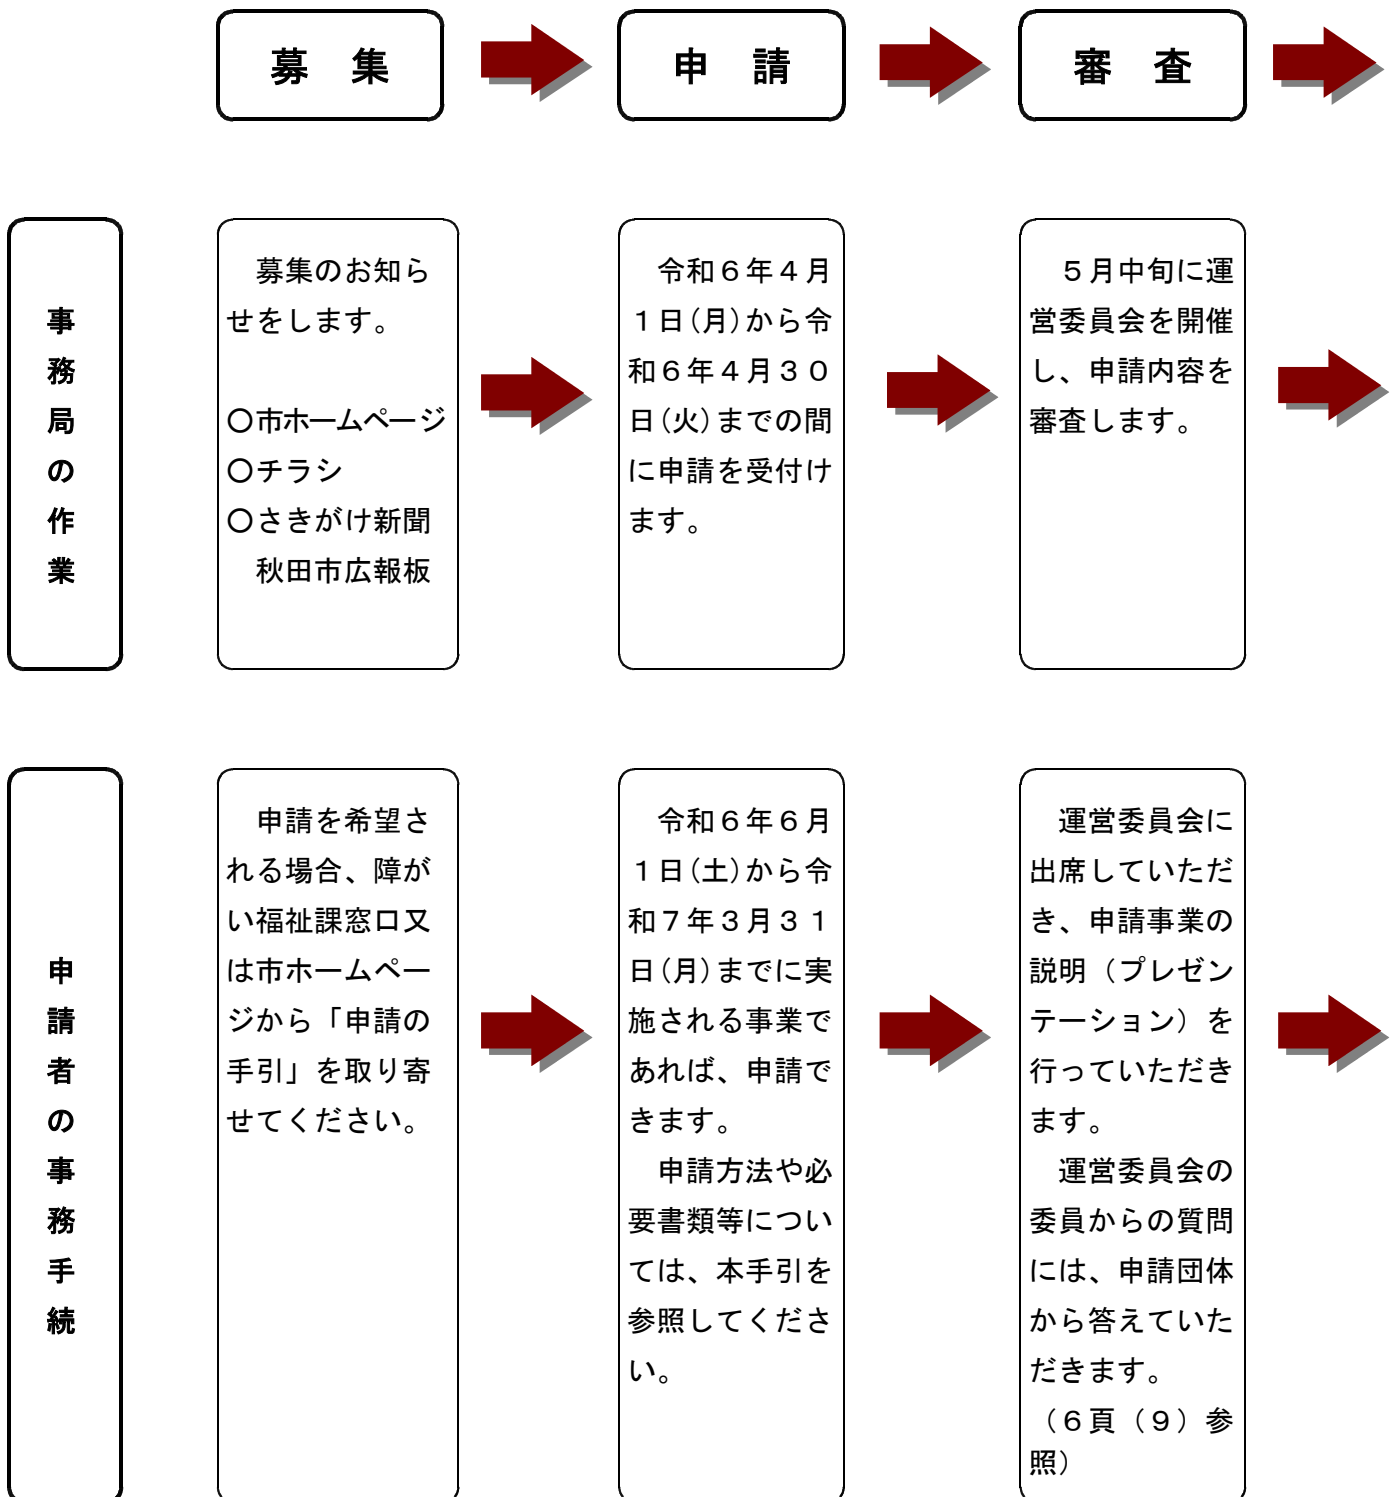 募　集
申　請
審　査
事務局の作業
募集のお知ら
せをします。
〇市ホームページ
〇チラシ
〇さきがけ新聞
秋田市広報板
令和６年４月
１日(月)から令
和６年４月３０
日(火)までの間
に申請を受付け
ます。
５月中旬に運
営委員会を開催
し、申請内容を
審査します。
申請者の事務手続
申請を希望さ
れる場合、障が
い福祉課窓口又
は市ホームペー
ジから「申請の
手引」を取り寄
せてください。
令和６年６月
１日(土)から令
和７年３月３１
日(月)までに実
施される事業で
あれば、申請で
きます。
申請方法や必
要書類等につい
ては、本手引を
参照してくださ
い。
運営委員会に
出席していただ
き、申請事業の
説明（プレゼン
テーション）を
行っていただき
ます。
運営委員会の
委員からの質問
には、申請団体
から答えていた
だきます。
（６頁（９）参
照）